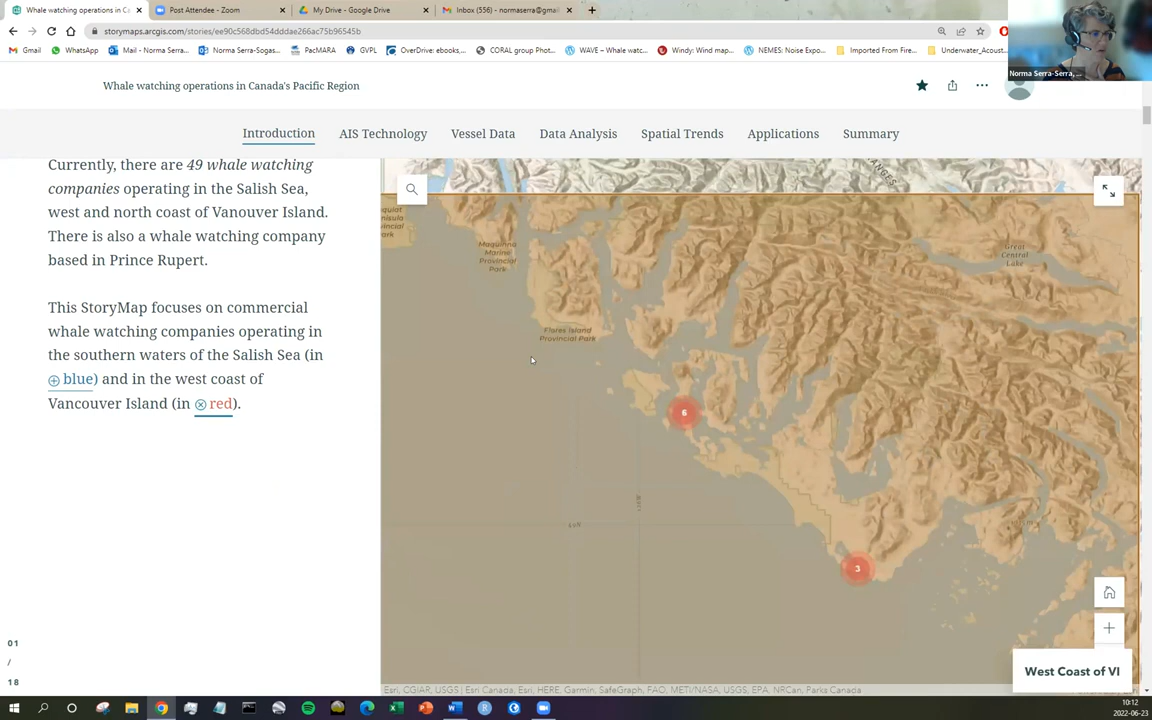 Whale watching operations in Ca
Post Attendee - Zoom
My Drive - Google Drive
Inbox (556) - normaserra@gmai
storymaps.arcgis.com/stories/ee90c568dbd54dddae266ac75b96545b
Gmail
WhatsApp
Mail - Norma Serra...
Norma Serra-Sogas...
PacMARA
GVPL
OverDrive: ebooks,...
CORAL group Phot...
WAVE – Whale watc...
Windy: Wind map...
NEMES: Noise Expo...
Imported From Fire...
Underwater_Acoust...
Norma Serra-Serra, ...
Whale watching operations in Canada's Pacific Region
Introduction
AIS Technology
Vessel Data
Data Analysis
Spatial Trends
Applications
Summary
Currently, there are 49 whale watching
companies operating in the Salish Sea,
west and north coast of Vanouver Island.
There is also a whale watching company
based in Prince Rupert.
This StoryMap focuses on commercial
whale watching companies operating in
the southern waters of the Salish Sea (in
blue) and in the west coast of
Vancouver Island (in red).
01
/
18
RANGES
quiat
ninsula
vincial
Park
Maquinna
Marine
Provincial
Park
Great
Central
Lake
Flores Island
Provincial Park
6
3
West Coast of VI
Esri, CGIAR, USGS | Esri Canada, Esri, HERE, Garmin, SafeGraph, FAO, METI/NASA, USGS, EPA, NRCan, Parks Canada
10:12
2022-06-23